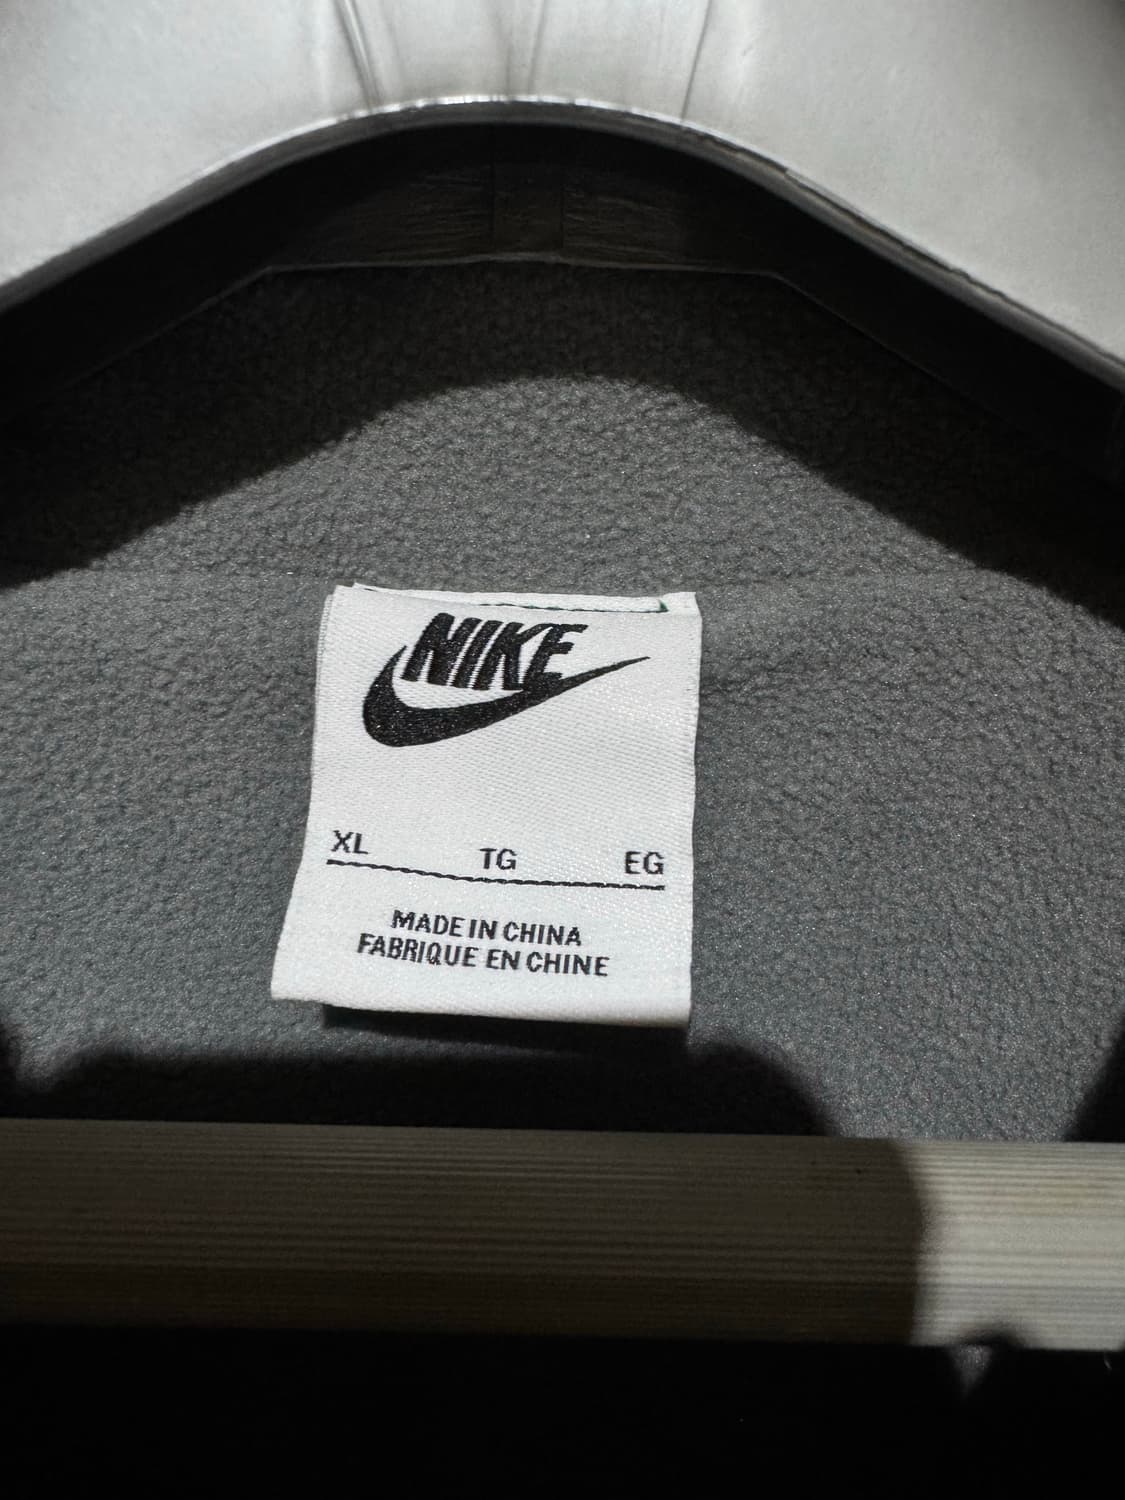 NIKE
XL TG EG
MADE IN CHINA
FABRIQUE EN CHINE